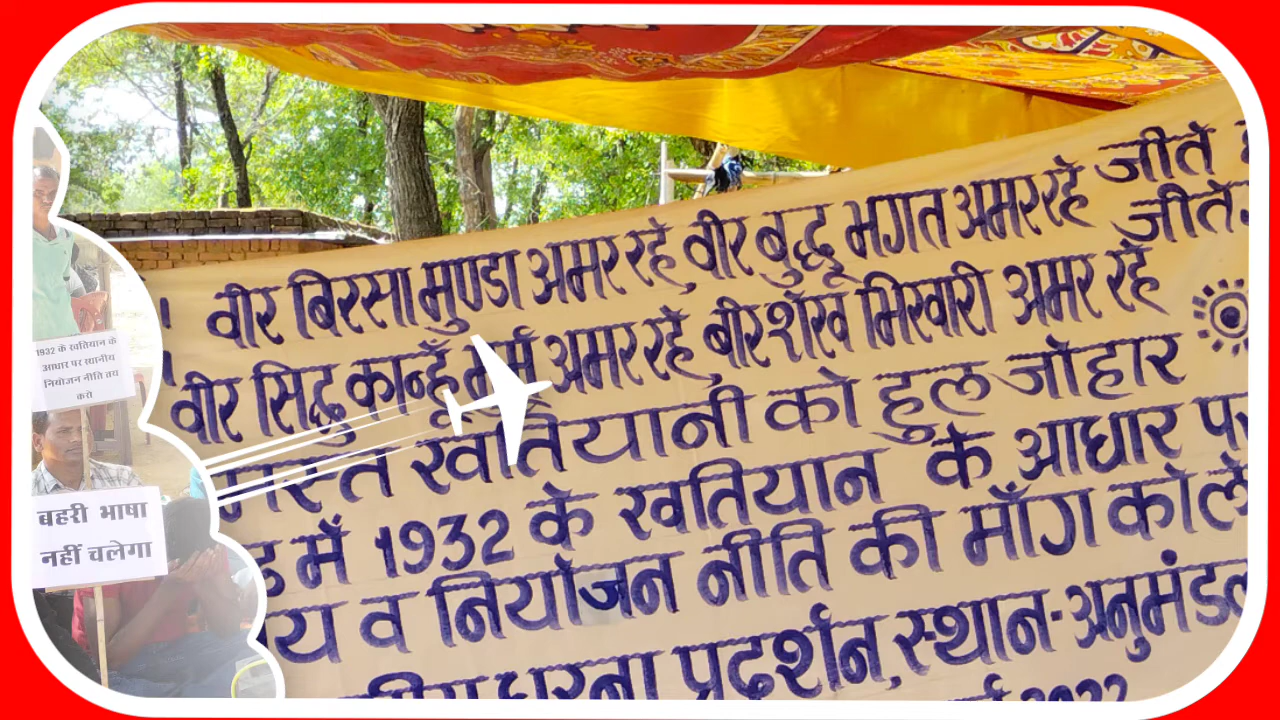 वीर बिरसा मुण्डा अमर रहे, वीर बुद्धू भगत अमर रहे जीते
वीर सिद्धु कान्हूँ मुर्मू अमर रहे, बीर शेख भिखारी अमर रहे जीते
खतियानी को हुल जोहार
में 1932 के खतियान के आधार पर
व नियोजन नीति की माँग को ले
धरना प्रदर्शन, स्थान-अनुमंडल
2022
1932 के खतियान के
आधार पर स्थानीय
नियोजन नीति तय
करो
बहरी भाषा
नहीं चलेगा